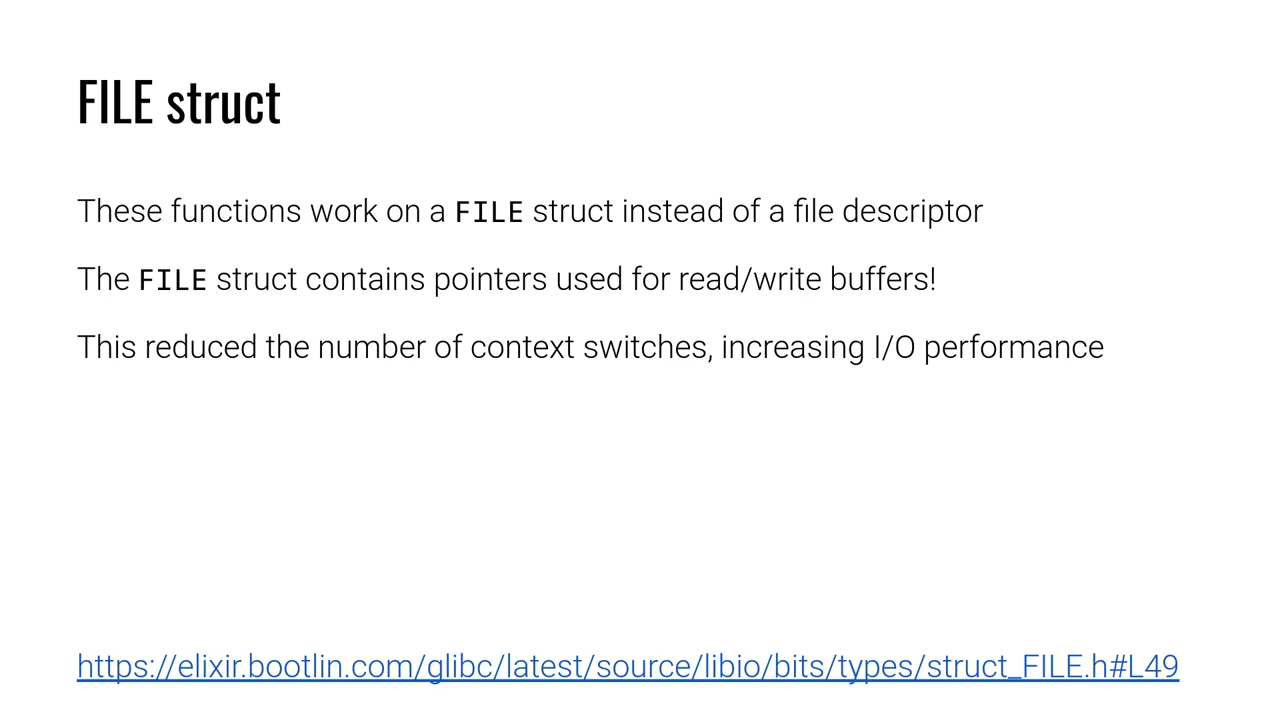 FILE struct
These functions work on a FILE struct instead of a file descriptor
The FILE struct contains pointers used for read/write buffers!
This reduced the number of context switches, increasing I/O performance
https://elixir.bootlin.com/glibc/latest/source/libio/bits/types/struct_FILE.h#L49